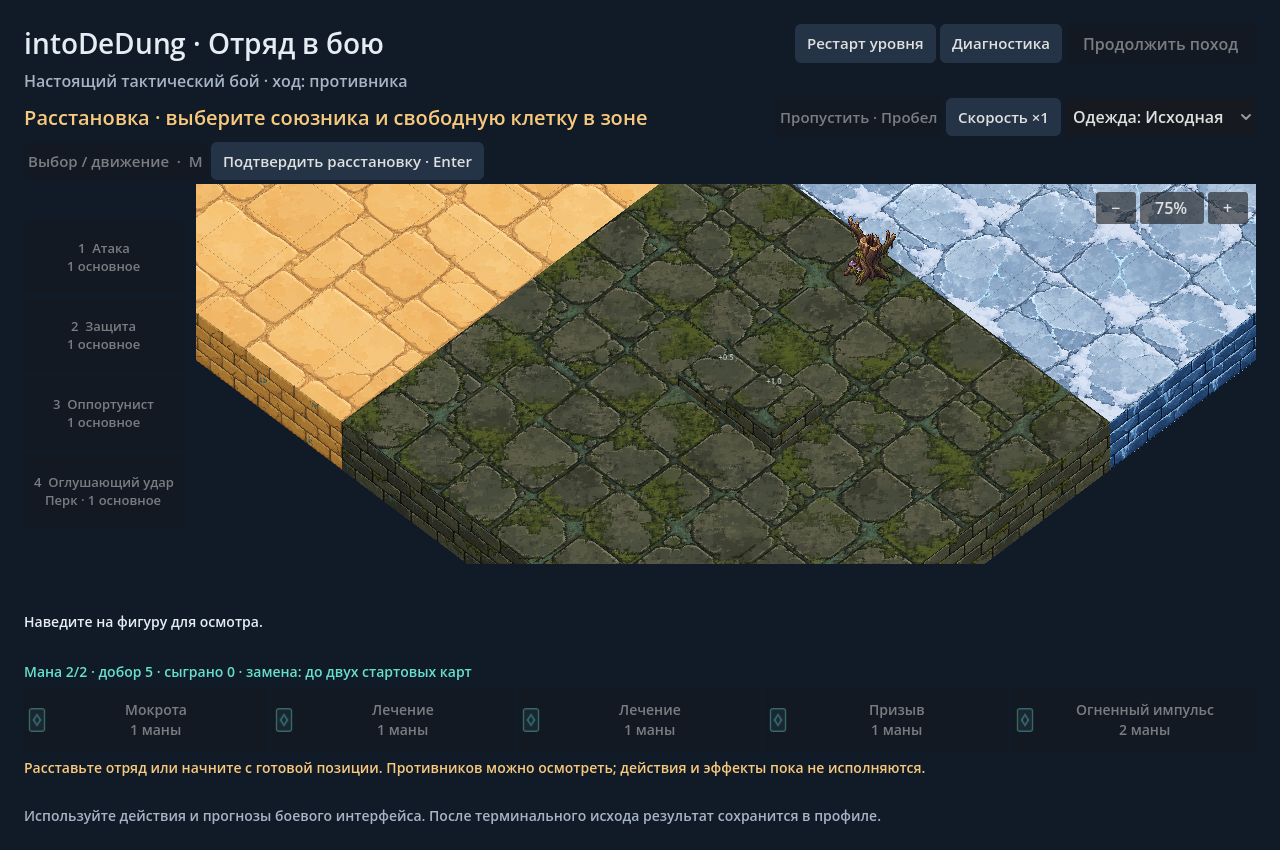 intoDeDung · Отряд в бою
Рестарт уровня
Диагностика
Продолжить поход
Настоящий тактический бой · ход: противника
Расстановка · выберите союзника и свободную клетку в зоне
Пропустить · Пробел
Скорость ×1
Одежда: Исходная
Выбор / движение · M
Подтвердить расстановку · Enter
− 75% +
1 Атака
1 основное
2 Защита
1 основное
3 Оппортунист
1 основное
4 Оглушающий удар
Перк · 1 основное
+0.5
+1.0
Наведите на фигуру для осмотра.
Мана 2/2 · добор 5 · сыграно 0 · замена: до двух стартовых карт
Мокрота
1 маны
Лечение
1 маны
Лечение
1 маны
Призыв
1 маны
Огненный импульс
2 маны
Расставьте отряд или начните с готовой позиции. Противников можно осмотреть; действия и эффекты пока не исполняются.
Используйте действия и прогнозы боевого интерфейса. После терминального исхода результат сохранится в профиле.